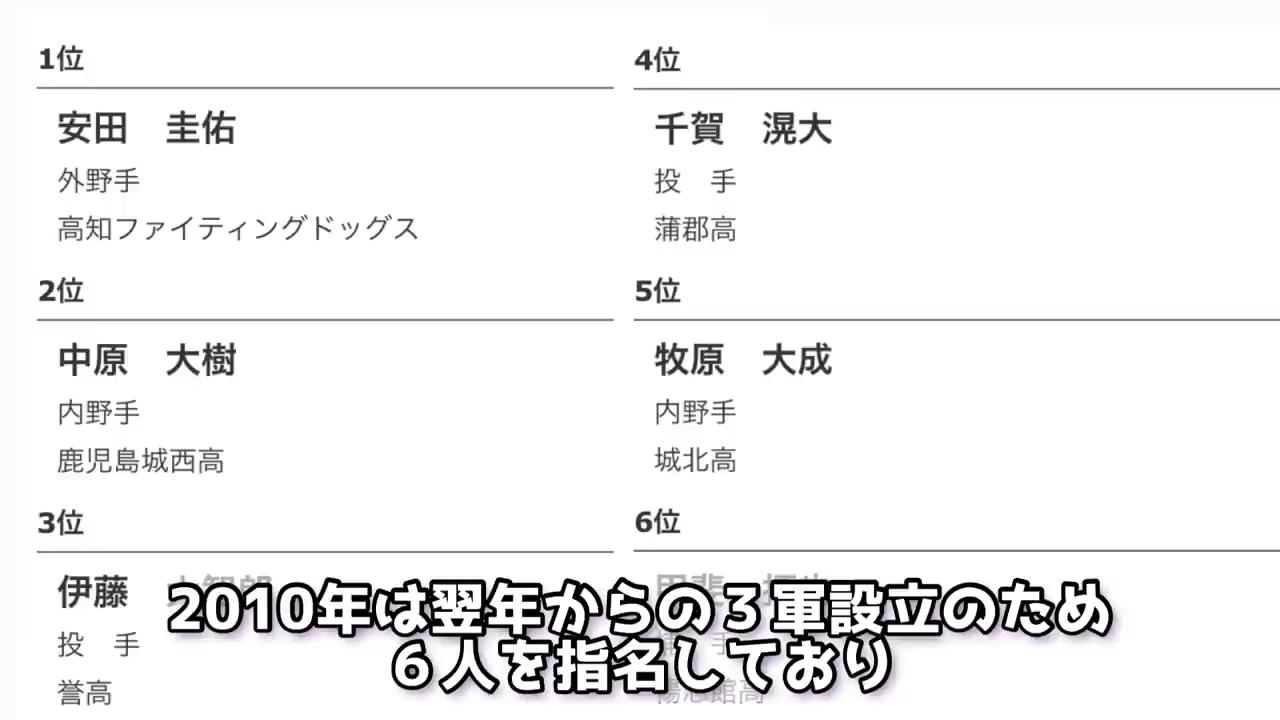 1位
安田　圭佑
外野手
高知ファイティングドッグス
2位
中原　大樹
内野手
鹿児島城西高
3位
伊藤
投　手
誉高
4位
千賀　滉大
投　手
蒲郡高
5位
牧原　大成
内野手
城北高
6位
2010年は翌年からの３軍設立のため
６人を指名しており